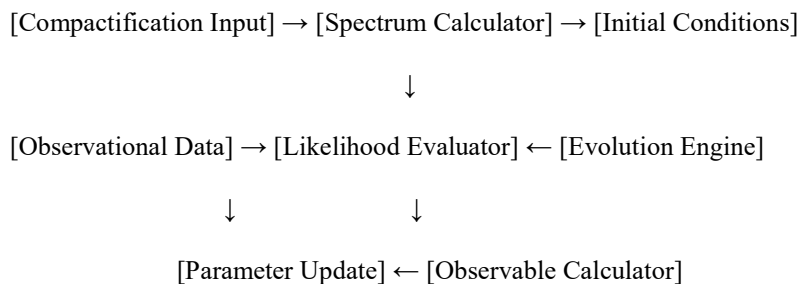 [Compactification Input] → [Spectrum Calculator] → [Initial Conditions]
↓
[Observational Data] → [Likelihood Evaluator] ← [Evolution Engine]
↓ ↓
[Parameter Update] ← [Observable Calculator]